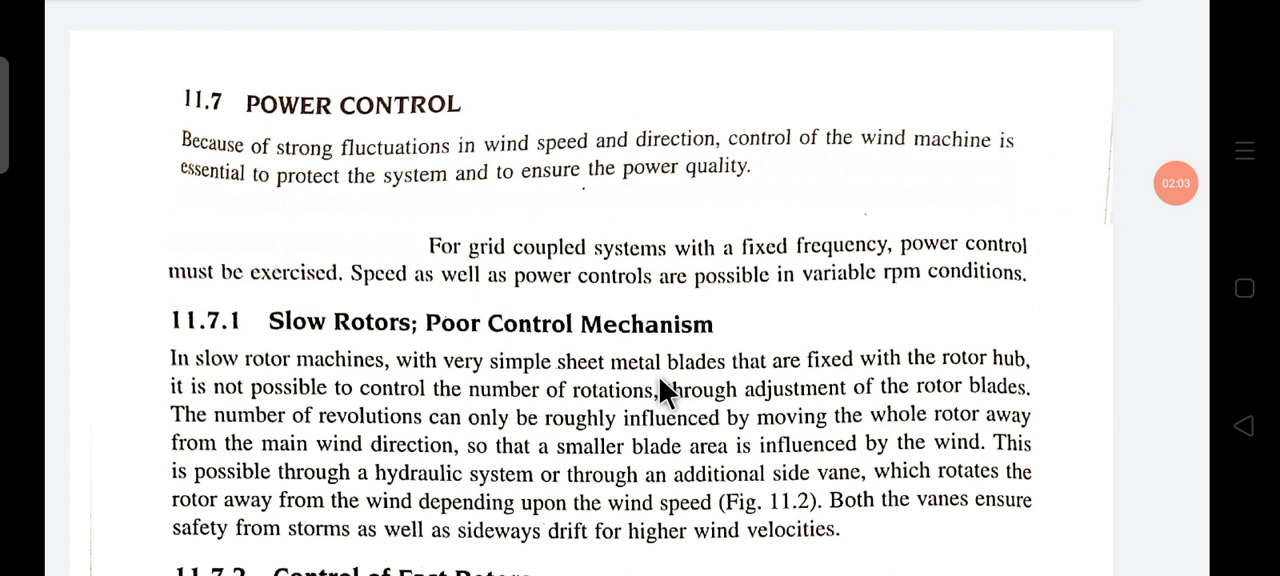 11.7 POWER CONTROL
Because of strong fluctuations in wind speed and direction, control of the wind machine is
essential to protect the system and to ensure the power quality.
02:03
For grid coupled systems with a fixed frequency, power control
must be exercised. Speed as well as power controls are possible in variable rpm conditions.
11.7.1 Slow Rotors; Poor Control Mechanism
In slow rotor machines, with very simple sheet metal blades that are fixed with the rotor hub,
it is not possible to control the number of rotations, through adjustment of the rotor blades.
The number of revolutions can only be roughly influenced by moving the whole rotor away
from the main wind direction, so that a smaller blade area is influenced by the wind. This
is possible through a hydraulic system or through an additional side vane, which rotates the
rotor away from the wind depending upon the wind speed (Fig. 11.2). Both the vanes ensure
safety from storms as well as sideways drift for higher wind velocities.
11.7.2 Control of Fast Rotors